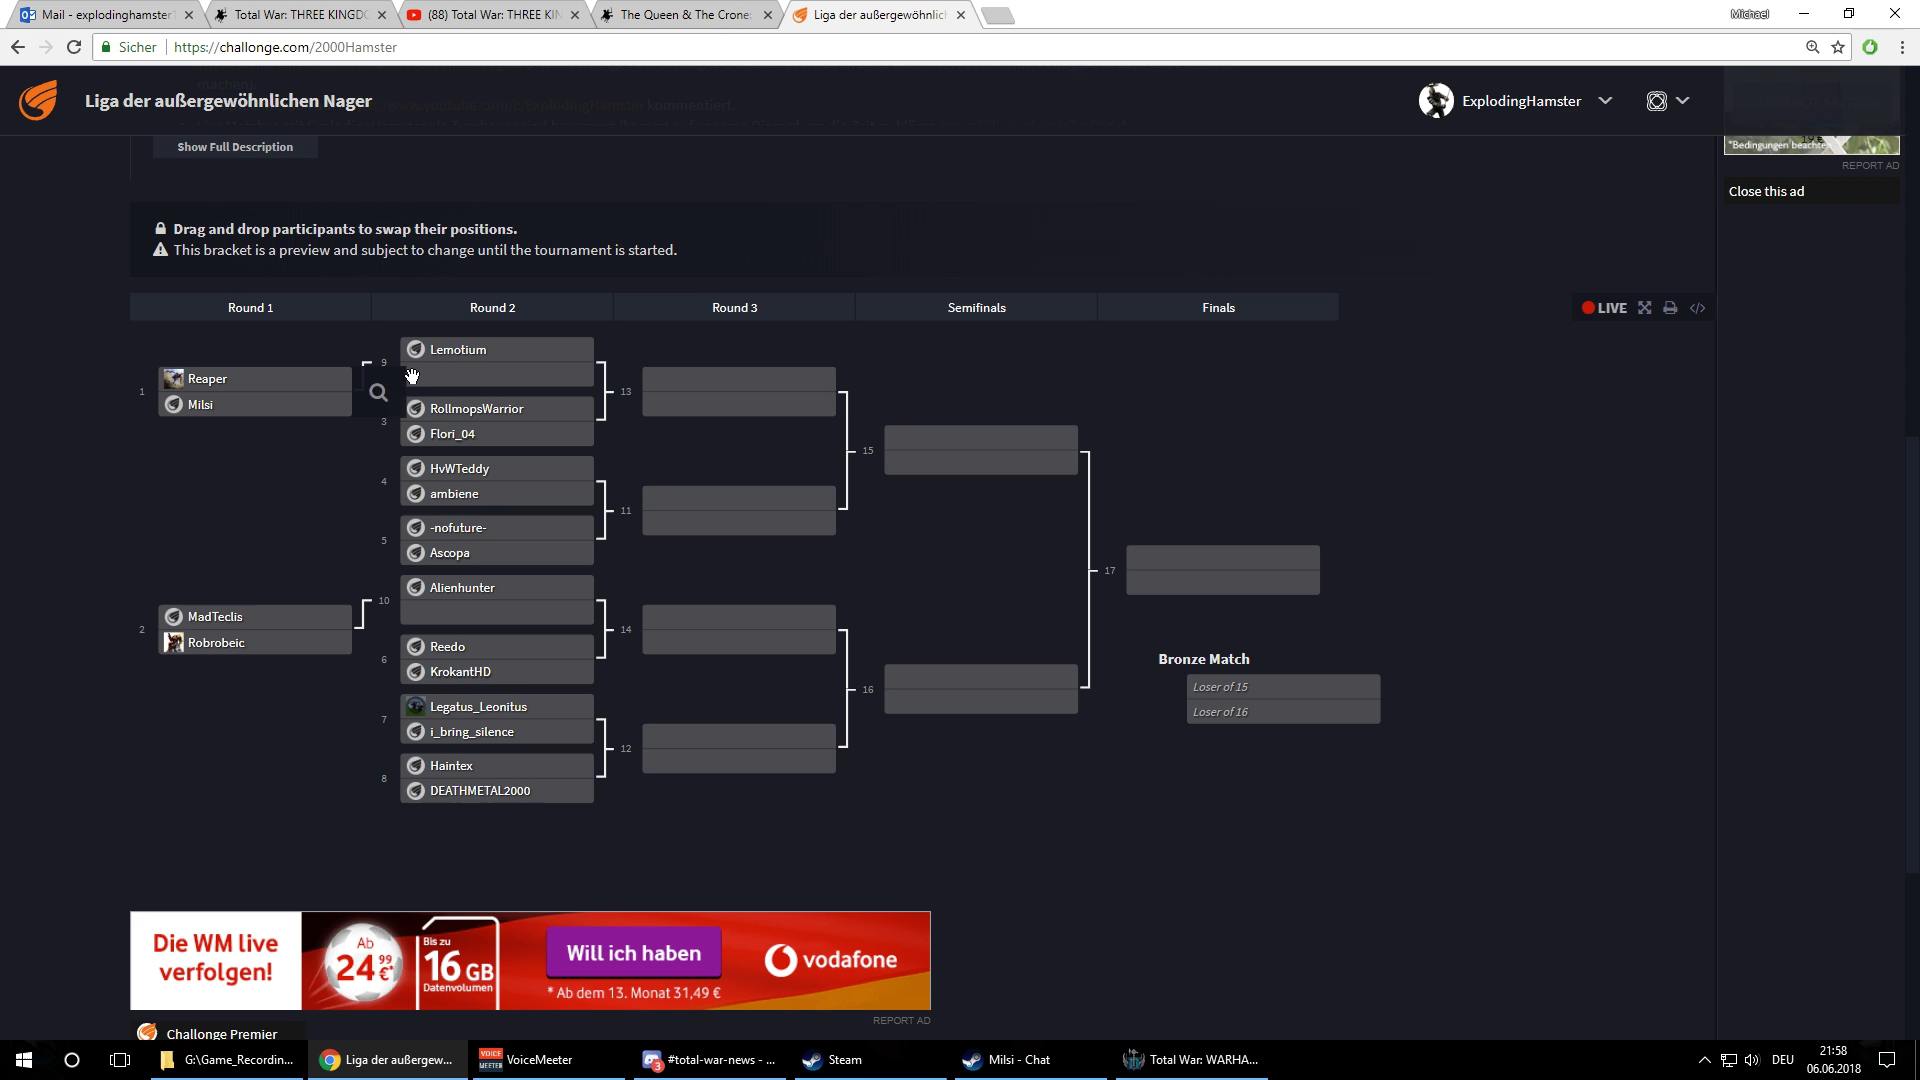 Mail - explodinghamster
Total War: THREE KINGD
(88) Total War: THREE KIN
The Queen & The Crone:
Liga der außergewöhnlich
Michael
Sicher
https://challonge.com/2000Hamster
Liga der außergewöhnlichen Nager
ExplodingHamster
Show Full Description
*Bedingungen beachten
REPORT AD
Close this ad
Drag and drop participants to swap their positions.
This bracket is a preview and subject to change until the tournament is started.
Round 1
Round 2
Round 3
Semifinals
Finals
LIVE
1
Reaper
Milsi
9
Lemotium
3
RollmopsWarrior
Flori_04
13
4
HvWTeddy
ambiene
15
5
-nofuture-
Ascopa
11
10
Alienhunter
17
2
MadTeclis
Robrobeic
6
Reedo
KrokantHD
14
16
Bronze Match
Loser of 15
Loser of 16
7
Legatus_Leonitus
i_bring_silence
12
8
Haintex
DEATHMETAL2000
Die WM live
verfolgen!
Ab
24 99 €*
Bis zu
16 GB
Datenvolumen
Will ich haben
* Ab dem 13. Monat 31,49 €
vodafone
REPORT AD
Challonge Premier
G:\Game_Recordin...
Liga der außergew...
VOICE MEETER
VoiceMeeter
3
#total-war-news - ...
Steam
Milsi - Chat
Total War: WARHA...
DEU
21:58
06.06.2018